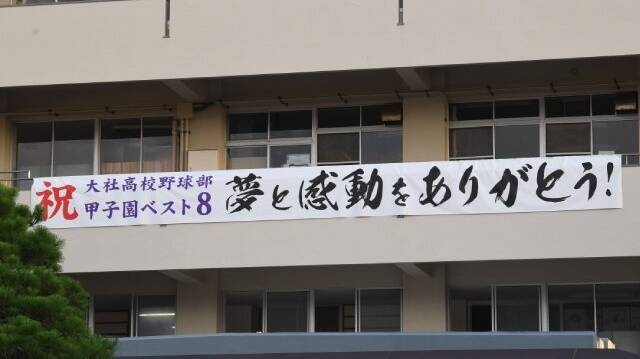 祝
大社高校野球部
甲子園ベスト8
夢と感動をありがとう!